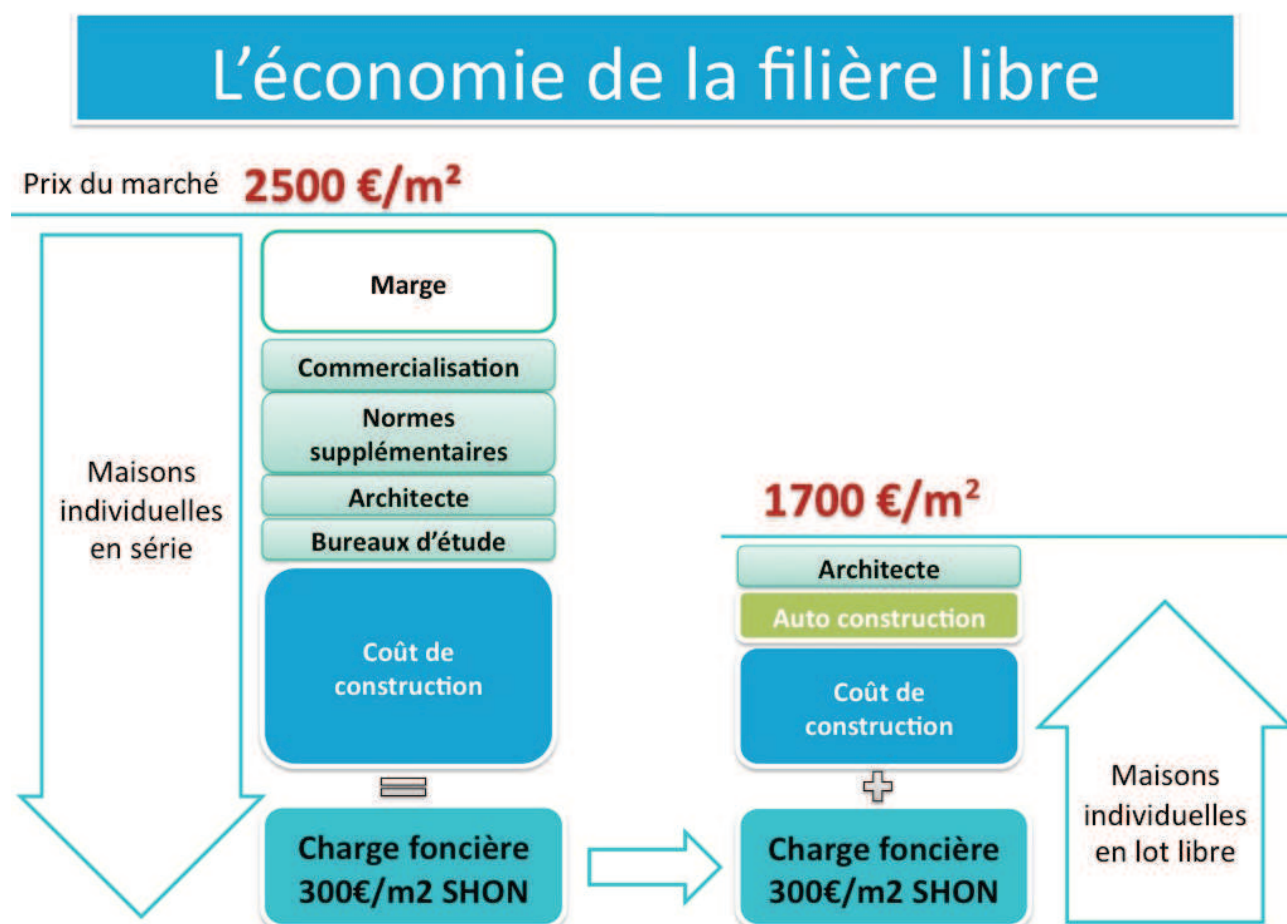 L'économie de la filière libre
Prix du marché 2500 €/m²
Maisons
individuelles
en série
Marge
Commercialisation
Normes
supplémentaires
Architecte
Bureaux d'étude
Coût de
construction
=
Charge foncière
300€/m2 SHON
1700 €/m²
Architecte
Auto construction
Coût de
construction
+
Charge foncière
300€/m2 SHON
Maisons
individuelles
en lot libre